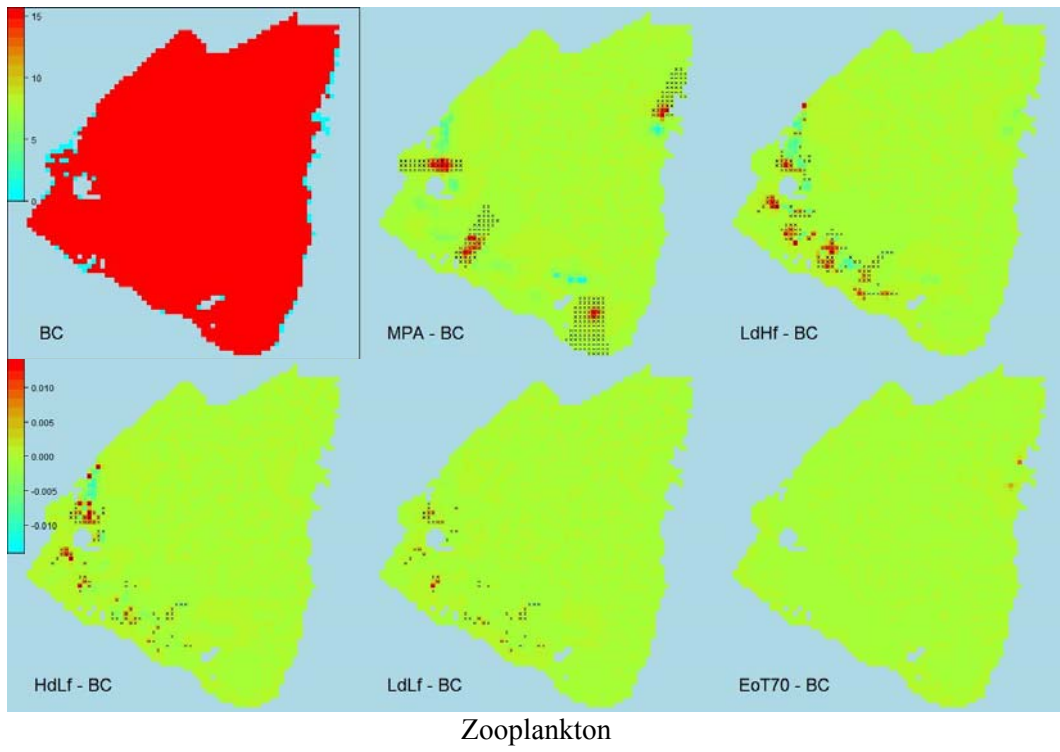 15
10
5
0
BC
MPA - BC
LdHf - BC
0.010
0.005
0.000
-0.005
-0.010
HdLf - BC
LdLf - BC
EoT70 - BC
Zooplankton